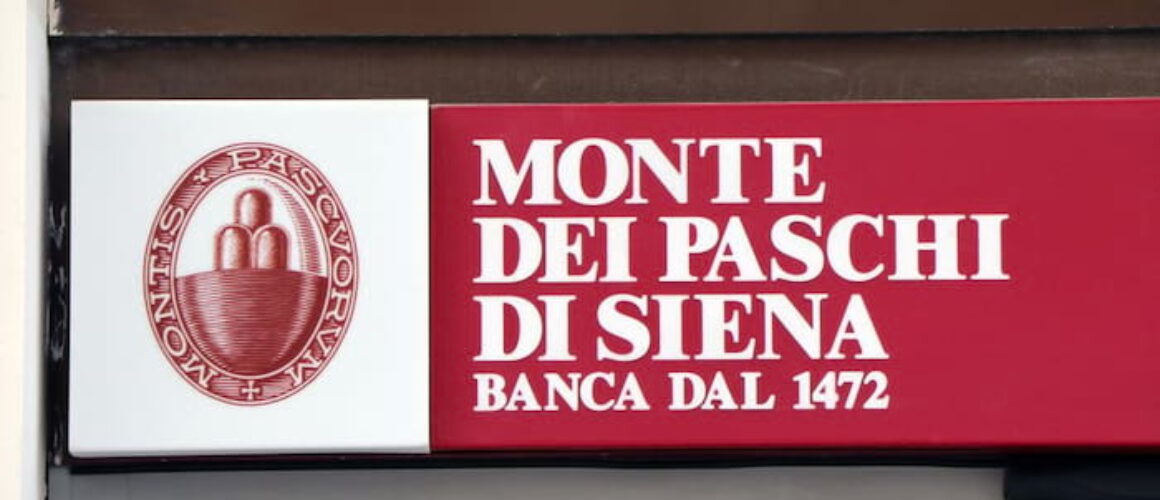 MONTIS · PASCVORVM +
MONTE
DEI PASCHI
DI SIENA
BANCA DAL 1472